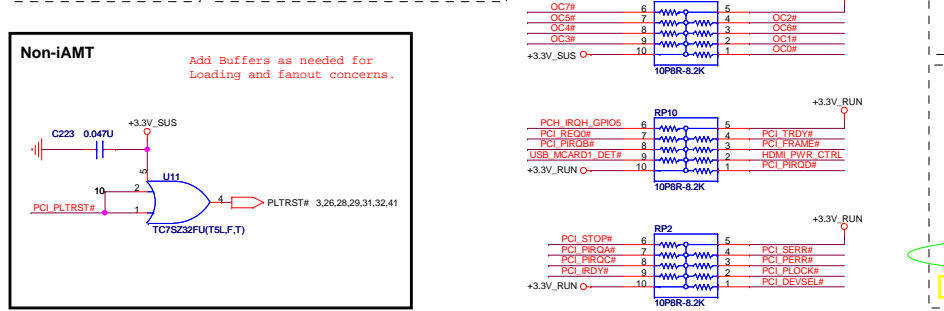 Non-iAMT
Add Buffers as needed for
Loading and fanout concerns.
+3.3V_SUS
C223 0.047U
5
U11
10
2
PCI_PLTRST#
1
4
PLTRST# 3,26,28,29,31,32,41
TC7SZ32FU(T5L,F,T)
OC7# 6 5
OC5# 7 4 OC2#
OC4# 8 3 OC6#
OC3# 9 2 OC1#
+3.3V_SUS 10 1 OC0#
10P8R-8.2K
+3.3V_RUN
RP10
PCH_IRQH_GPIO5 6 5
PCI_REQ0# 7 4 PCI_TRDY#
PCI_PIRQB# 8 3 PCI_FRAME#
USB_MCARD1_DET# 9 2 HDMI_PWR_CTRL
+3.3V_RUN 10 1 PCI_PIRQD#
10P8R-8.2K
+3.3V_RUN
RP2
PCI_STOP# 6 5
PCI_PIRQA# 7 4 PCI_SERR#
PCI_PIRQC# 8 3 PCI_PERR#
PCI_IRDY# 9 2 PCI_PLOCK#
+3.3V_RUN 10 1 PCI_DEVSEL#
10P8R-8.2K